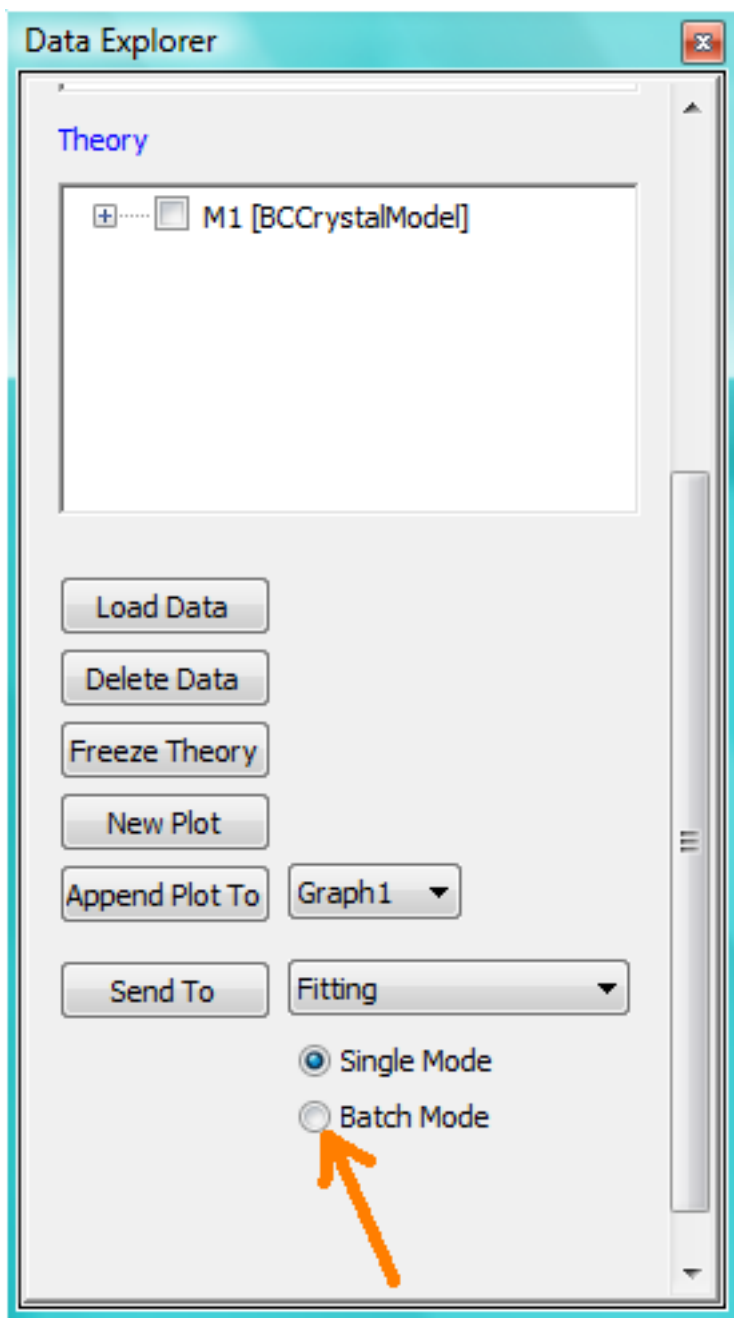 Data Explorer
Theory
M1 [BCCrystalModel]
Load Data
Delete Data
Freeze Theory
New Plot
Append Plot To Graph1
Send To Fitting
Single Mode
Batch Mode